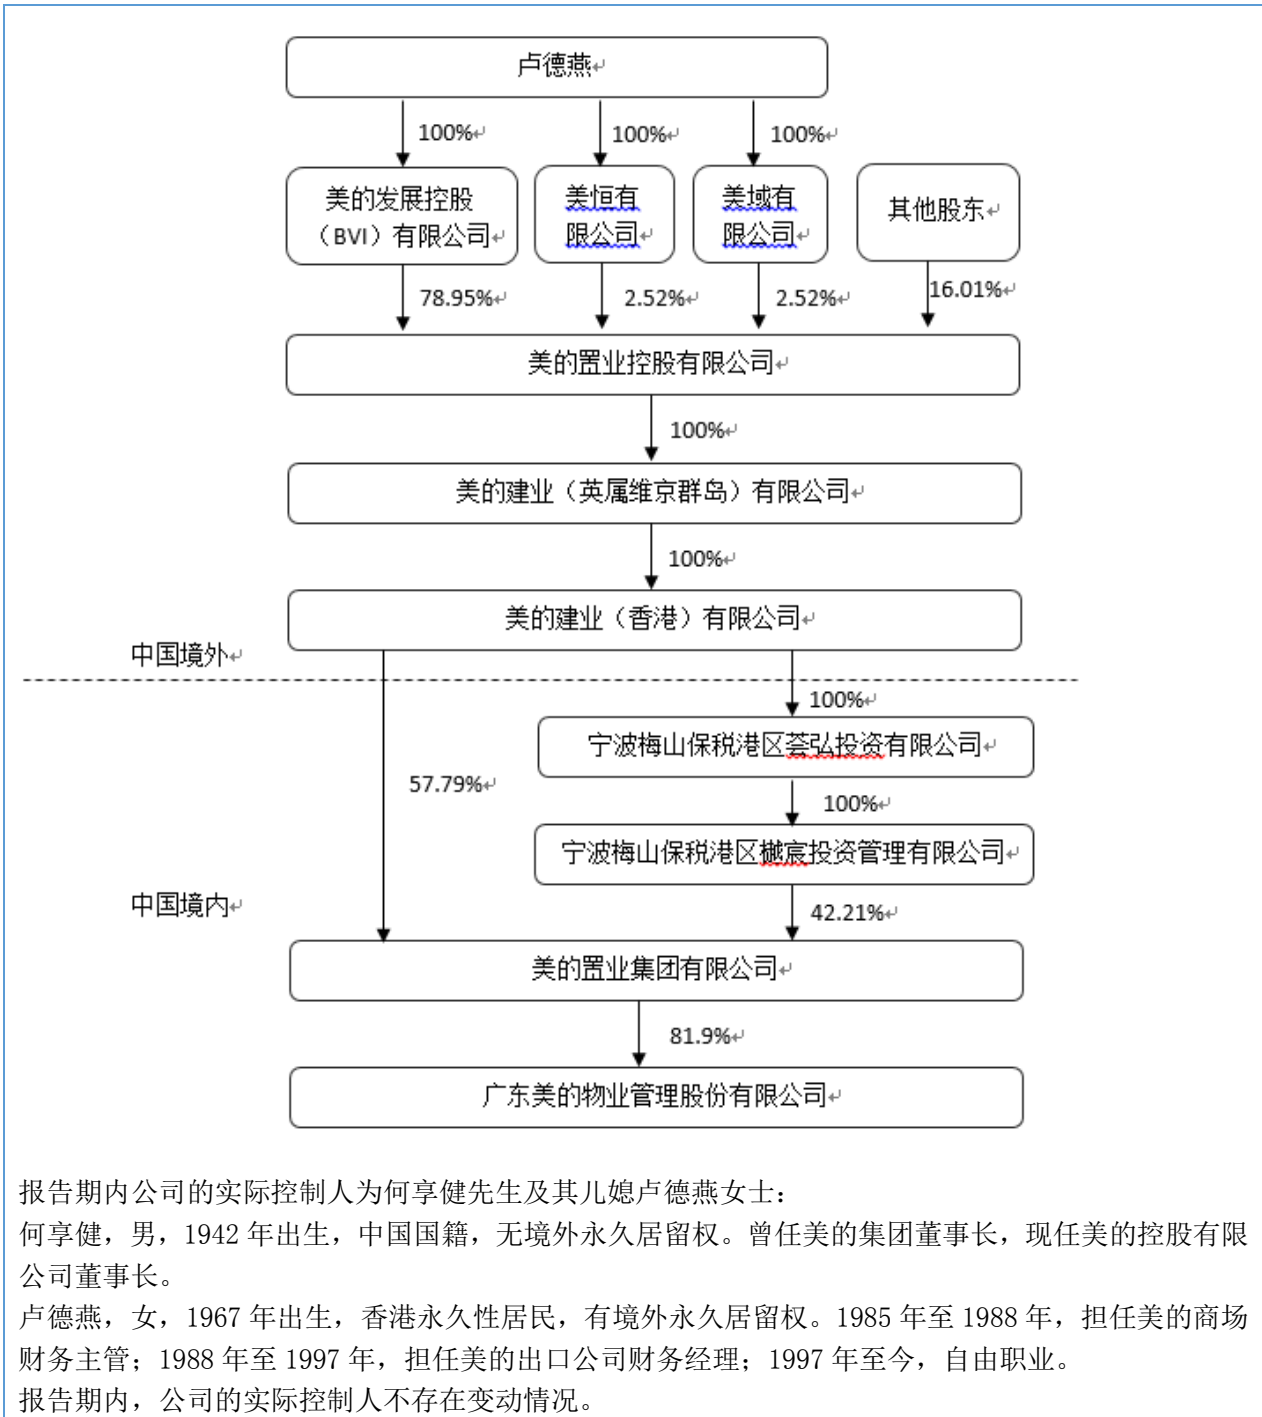 卢德燕
100%
100%
100%
美的发展控股
（BVI）有限公司
美恒有
限公司
美域有
限公司
其他股东
78.95%
2.52%
2.52%
16.01%
美的置业控股有限公司
100%
美的建业（英属维京群岛）有限公司
100%
美的建业（香港）有限公司
中国境外
100%
宁波梅山保税港区荟弘投资有限公司
57.79%
100%
宁波梅山保税港区樾宸投资管理有限公司
中国境内
42.21%
美的置业集团有限公司
81.9%
广东美的物业管理股份有限公司
报告期内公司的实际控制人为何享健先生及其儿媳卢德燕女士：
何享健，男，1942 年出生，中国国籍，无境外永久居留权。曾任美的集团董事长，现任美的控股有限
公司董事长。
卢德燕，女，1967 年出生，香港永久性居民，有境外永久居留权。1985 年至 1988 年，担任美的商场
财务主管；1988 年至 1997 年，担任美的出口公司财务经理；1997 年至今，自由职业。
报告期内，公司的实际控制人不存在变动情况。